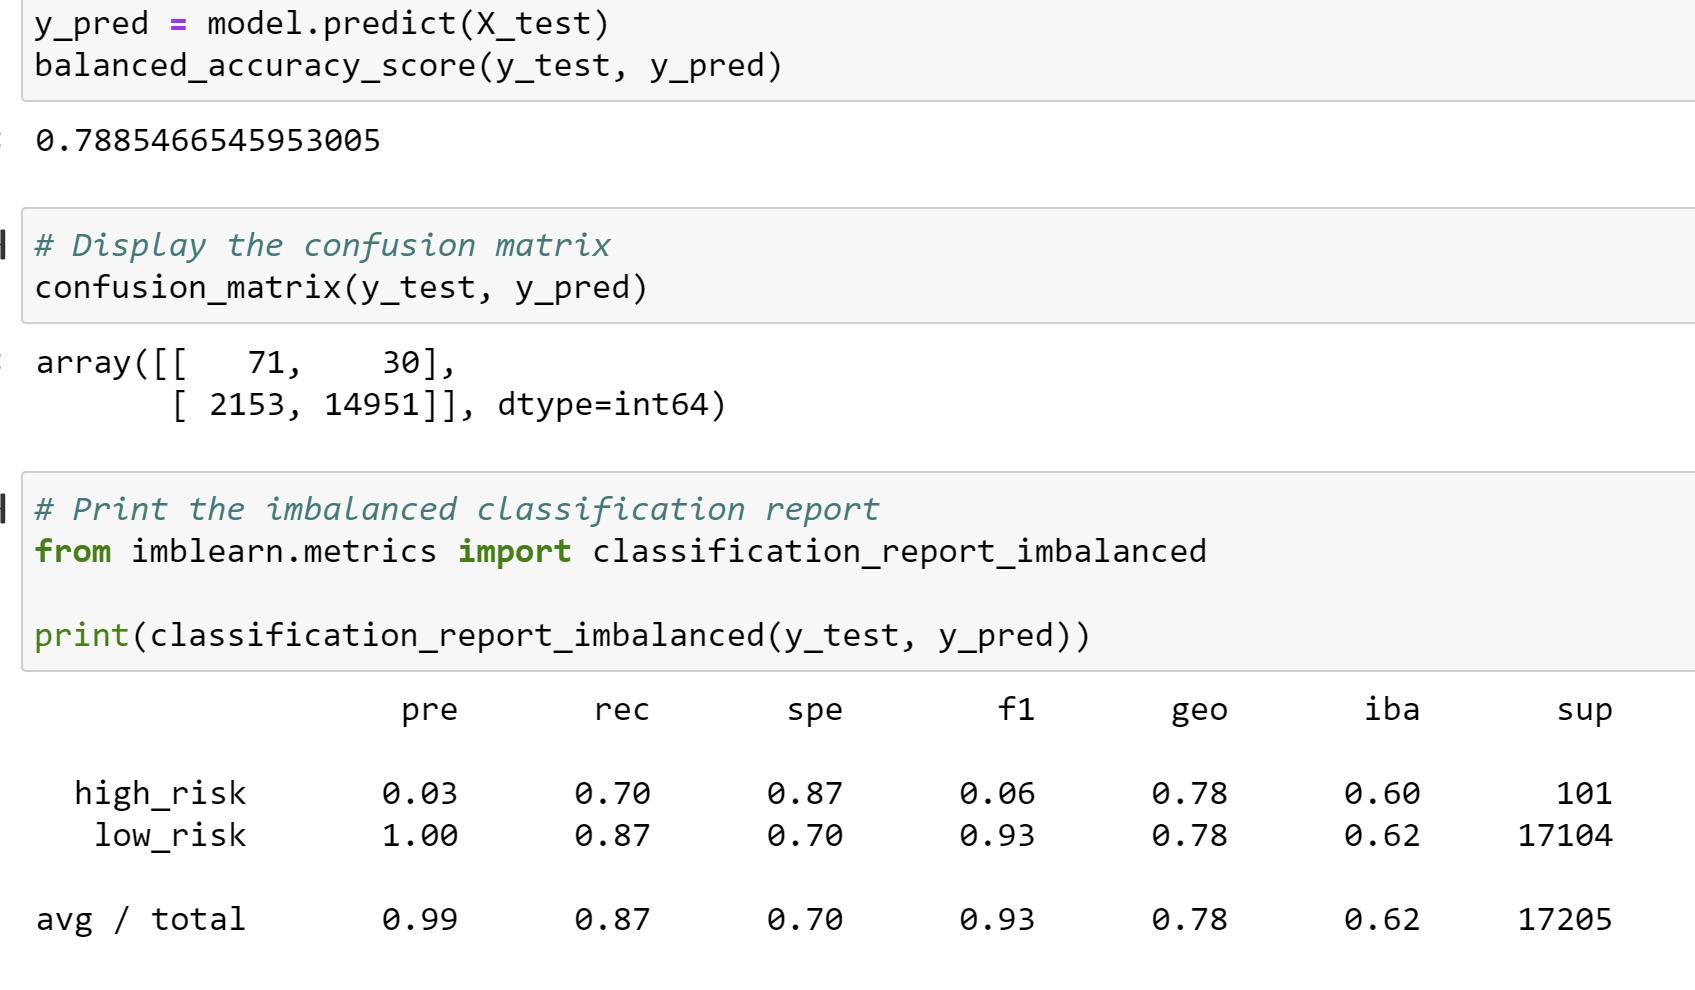 y_pred = model.predict(X_test)
balanced_accuracy_score(y_test, y_pred)
0.7885466545953005
# Display the confusion matrix
confusion_matrix(y_test, y_pred)
array([[   71,    30],
       [ 2153, 14951]], dtype=int64)
# Print the imbalanced classification report
from imblearn.metrics import classification_report_imbalanced
print(classification_report_imbalanced(y_test, y_pred))
pre rec spe f1 geo iba sup
high_risk 0.03 0.70 0.87 0.06 0.78 0.60 101
low_risk 1.00 0.87 0.70 0.93 0.78 0.62 17104
avg / total 0.99 0.87 0.70 0.93 0.78 0.62 17205